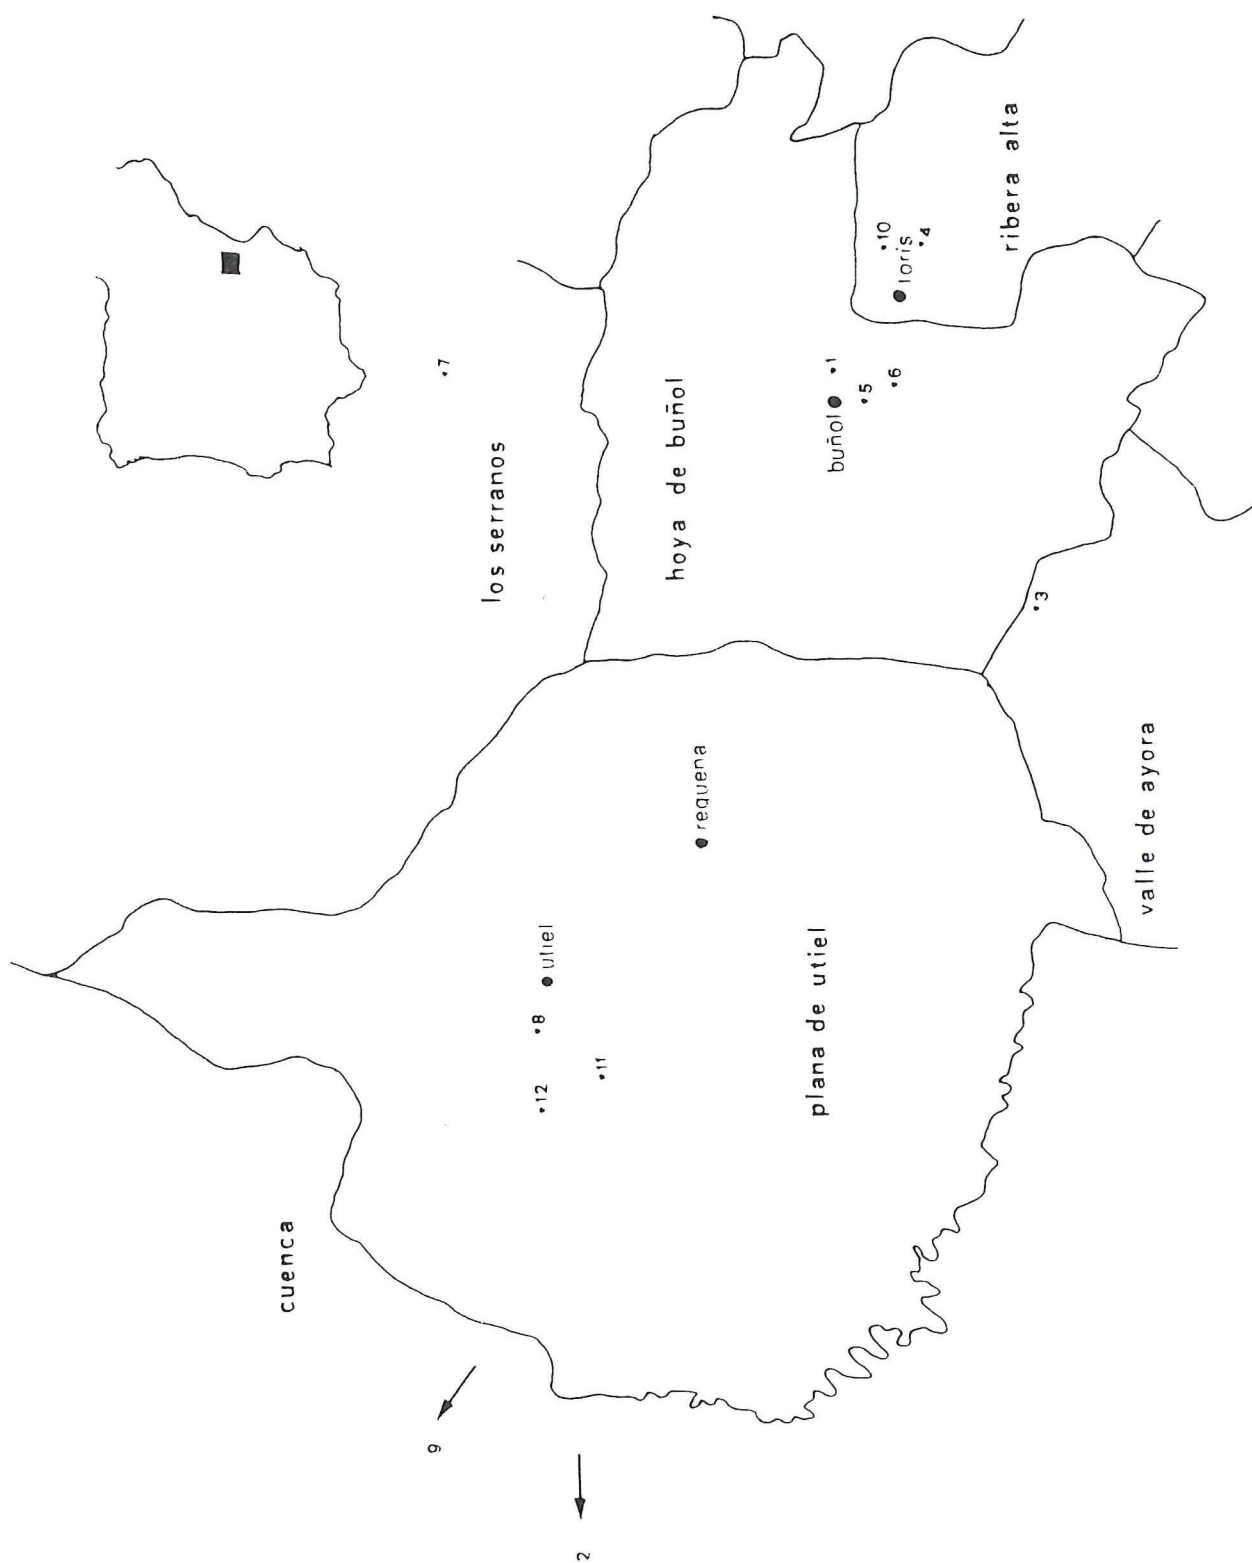 cuenca
9
7
los serranos
12
8
utiel
2
11
hoya de buñol
requena
plana de utiel
buñol
1
5
10
6
loris
4
ribera alta
3
valle de ayora